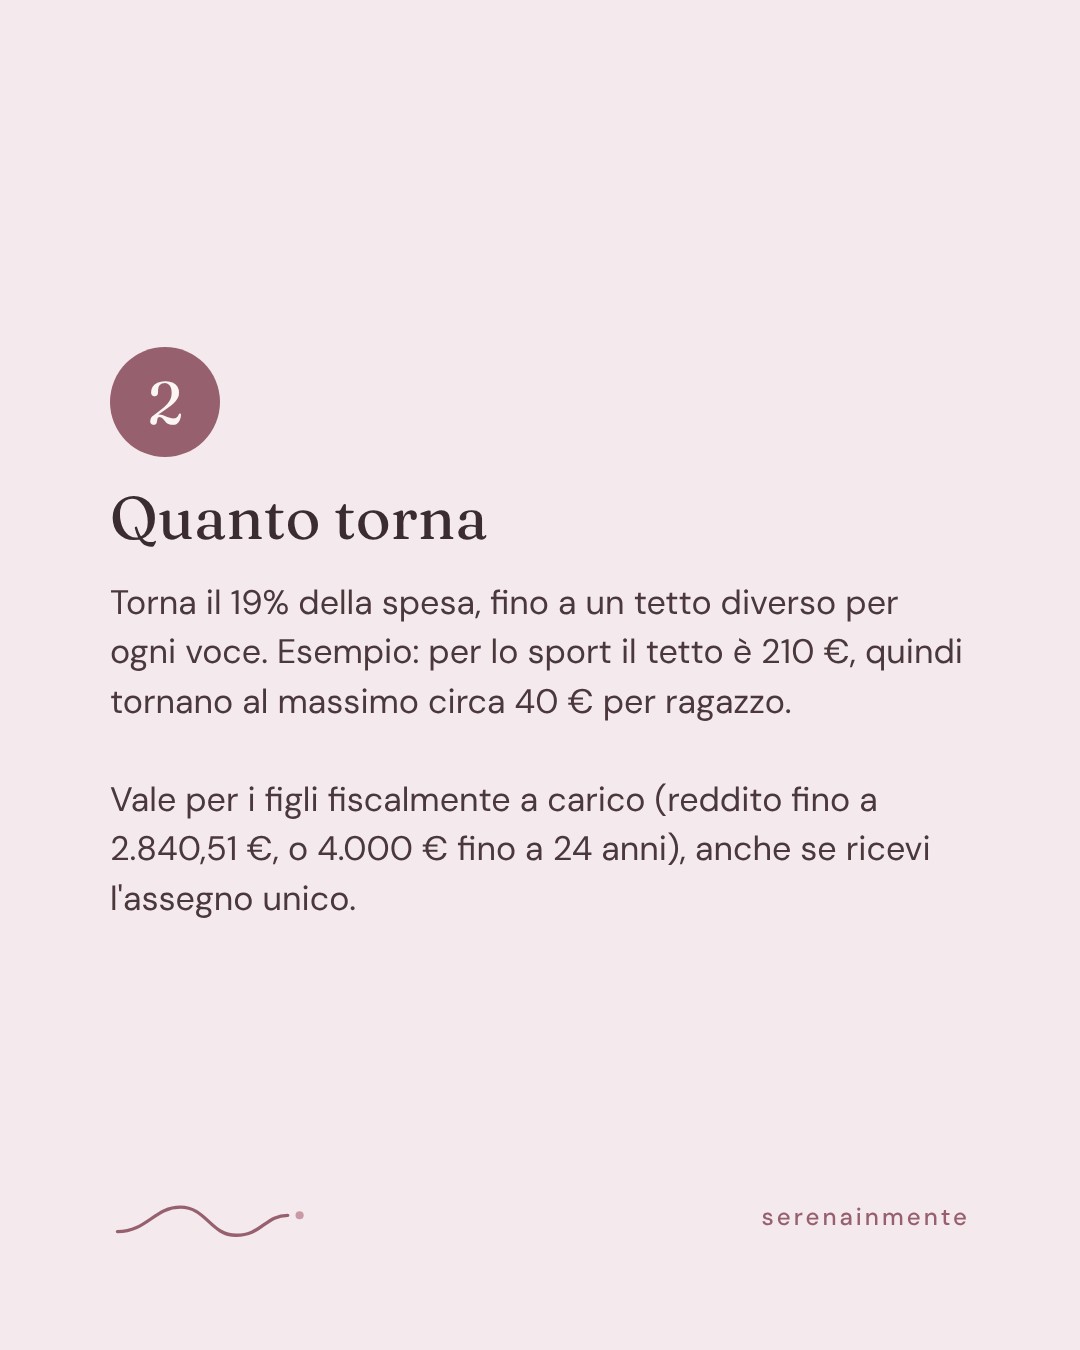 2
Quanto torna
Torna il 19% della spesa, fino a un tetto diverso per
ogni voce. Esempio: per lo sport il tetto è 210 €, quindi
tornano al massimo circa 40 € per ragazzo.
Vale per i figli fiscalmente a carico (reddito fino a
2.840,51 €, o 4.000 € fino a 24 anni), anche se ricevi
l'assegno unico.
serenainmente